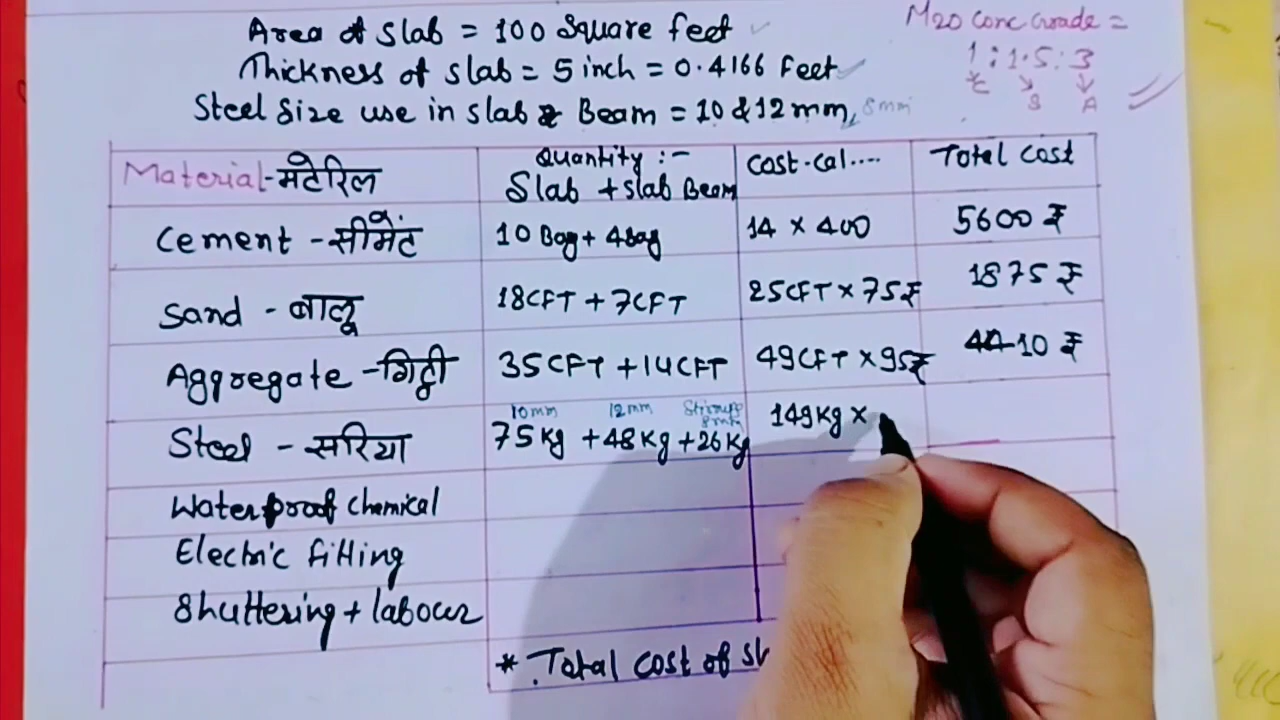 Area of slab = 100 Square feet
Thickness of slab = 5 inch = 0.4166 Feet
Steel Size use in slab & Beam = 10 & 12 mm, 8mm
M20 Conc Grade =
1 : 1.5 : 3
C S A
Material-मटेरिल Quantity :- Slab + slab Beam Cost-cal.... Total Cost
Cement - सीमेंट 10 Bag + 4 Bag 14 × 400 5600 ₹
Sand - बालू 18 CFT + 7 CFT 25 CFT × 75 ₹ 1875 ₹
Aggregate - गिट्टी 35 CFT + 14 CFT 49 CFT × 95 ₹ 4410 ₹
10mm 12mm 8mm
Steel - सरिया 75 Kg + 48 Kg + 26 Kg 149 Kg ×
Waterproof Chemical
Electric fitting
Shuttering + labour
* Total Cost of